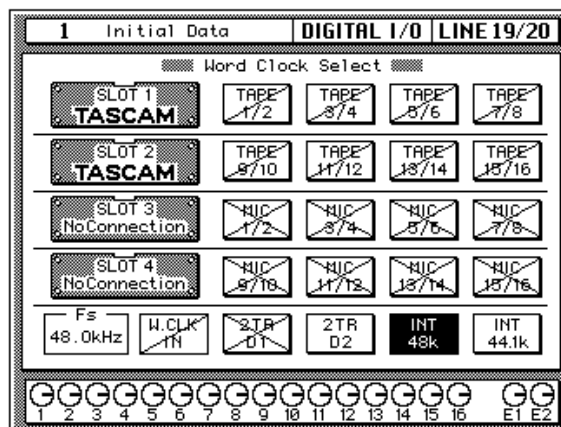 1 Initial Data DIGITAL I/O LINE 19/20
Word Clock Select
SLOT 1 TASCAM TAPE 1/2 TAPE 3/4 TAPE 5/6 TAPE 7/8
SLOT 2 TASCAM TAPE 9/10 TAPE 11/12 TAPE 13/14 TAPE 15/16
SLOT 3 NoConnection MIC 1/2 MIC 3/4 MIC 5/6 MIC 7/8
SLOT 4 NoConnection MIC 9/10 MIC 11/12 MIC 13/14 MIC 15/16
Fs 48.0kHz W.CLK IN 2TR D1 2TR D2 INT 48k INT 44.1k
1 2 3 4 5 6 7 8 9 10 11 12 13 14 15 16 E1 E2